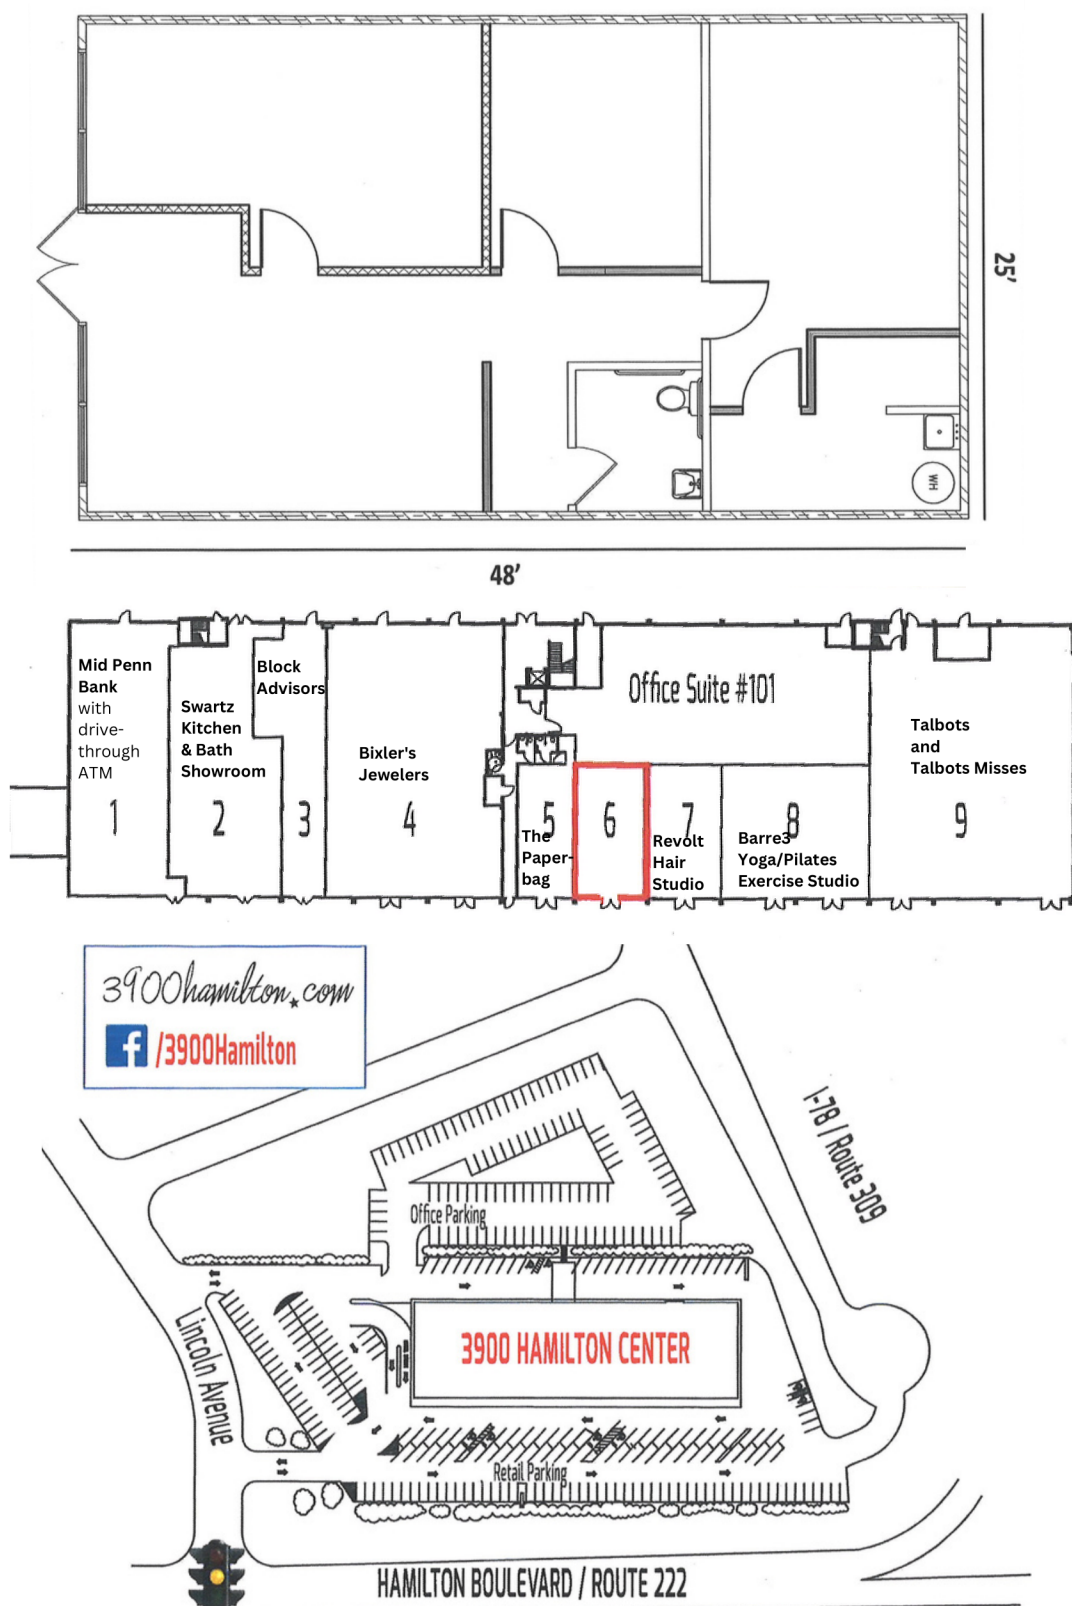 25'
WH
48'
Mid Penn
Bank
with
drive-
through
ATM
1
Swartz
Kitchen
& Bath
Showroom
2
Block
Advisors
3
Bixler's
Jewelers
4
5
The
Paper-
bag
6
7
Revolt
Hair
Studio
Office Suite #101
8
Barre3
Yoga/Pilates
Exercise Studio
Talbots
and
Talbots Misses
9
3900hamilton.com
f /3900Hamilton
I-78 / Route 309
Office Parking
3900 HAMILTON CENTER
Lincoln Avenue
Retail Parking
HAMILTON BOULEVARD / ROUTE 222